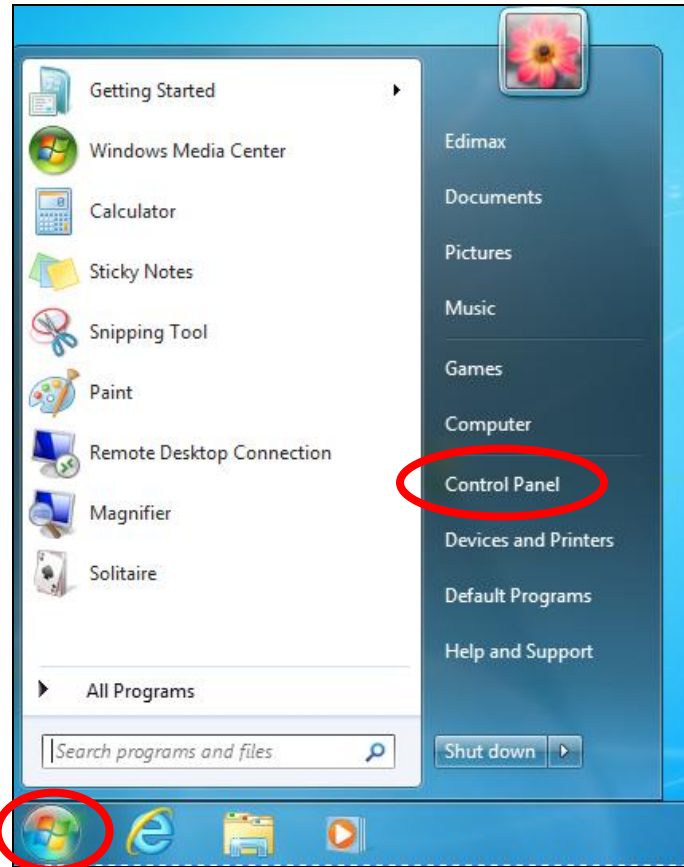 Getting Started
Windows Media Center
Calculator
Sticky Notes
Snipping Tool
Paint
Remote Desktop Connection
Magnifier
Solitaire
All Programs
Search programs and files
Edimax
Documents
Pictures
Music
Games
Computer
Control Panel
Devices and Printers
Default Programs
Help and Support
Shut down